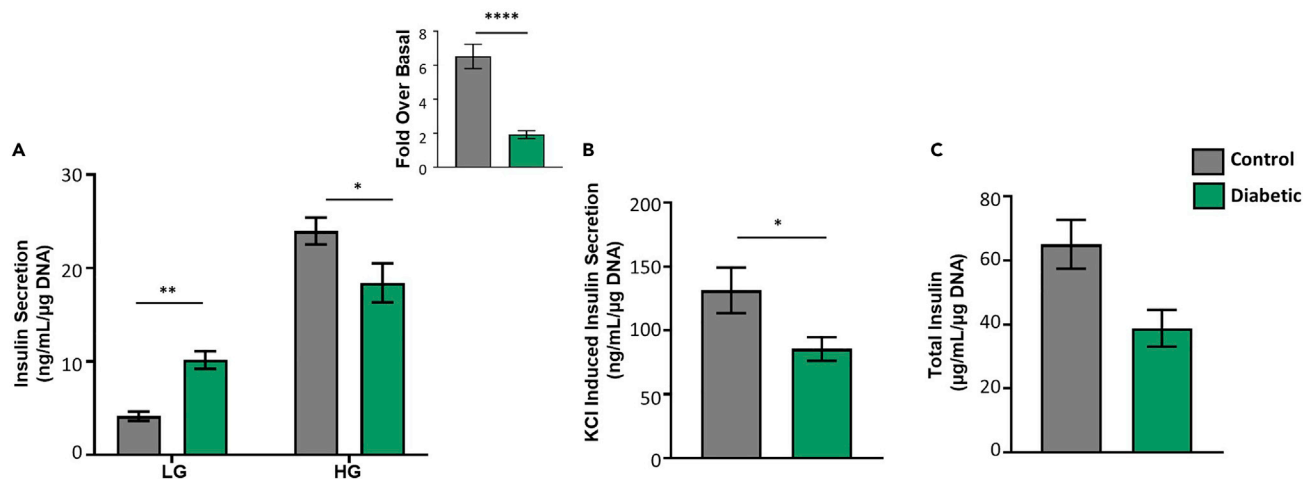 ****
8
6
4
2
0
Fold Over Basal
A
30
20
10
0
Insulin Secretion
(ng/mL/µg DNA)
**
*
LG
HG
B
200
150
100
50
0
KCl Induced Insulin Secretion
(ng/mL/µg DNA)
*
C
80
60
40
20
0
Total Insulin
(µg/mL/µg DNA)
Control
Diabetic